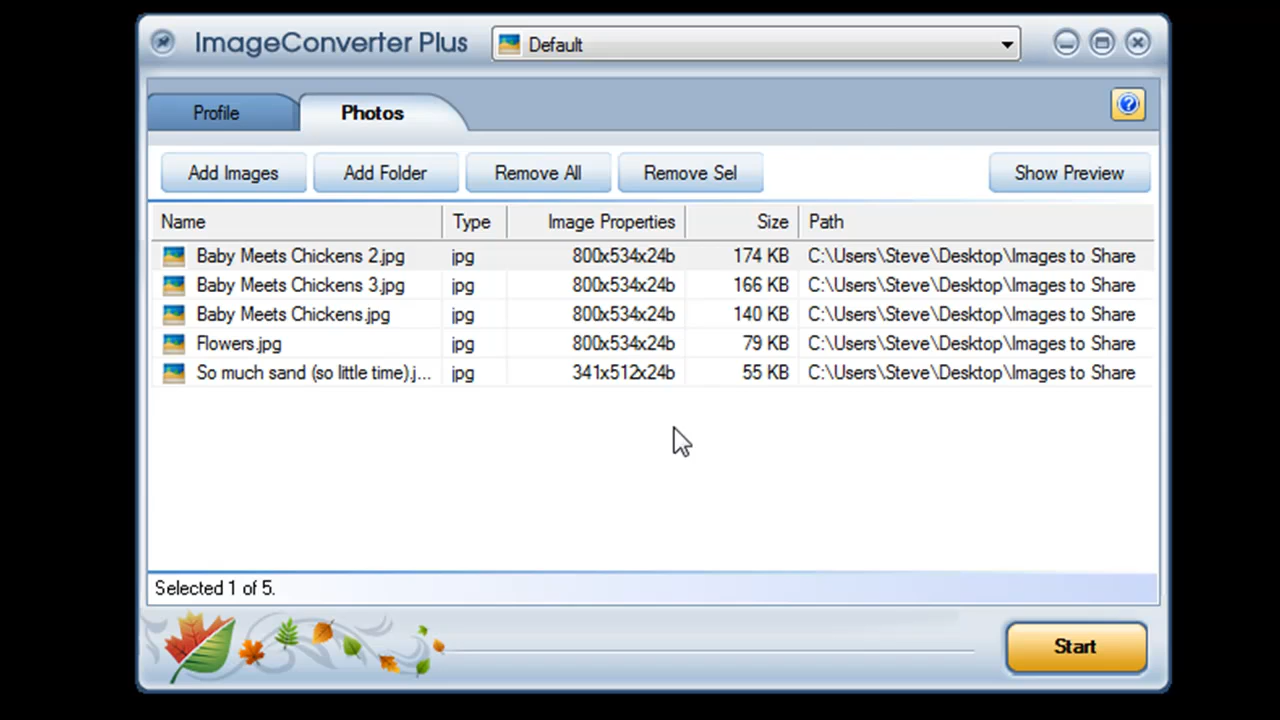 ImageConverter Plus Default
Profile Photos
Add Images Add Folder Remove All Remove Sel Show Preview
Name Type Image Properties Size Path
Baby Meets Chickens 2.jpg jpg 800x534x24b 174 KB C:\Users\Steve\Desktop\Images to Share
Baby Meets Chickens 3.jpg jpg 800x534x24b 166 KB C:\Users\Steve\Desktop\Images to Share
Baby Meets Chickens.jpg jpg 800x534x24b 140 KB C:\Users\Steve\Desktop\Images to Share
Flowers.jpg jpg 800x534x24b 79 KB C:\Users\Steve\Desktop\Images to Share
So much sand (so little time).j... jpg 341x512x24b 55 KB C:\Users\Steve\Desktop\Images to Share
Selected 1 of 5.
Start